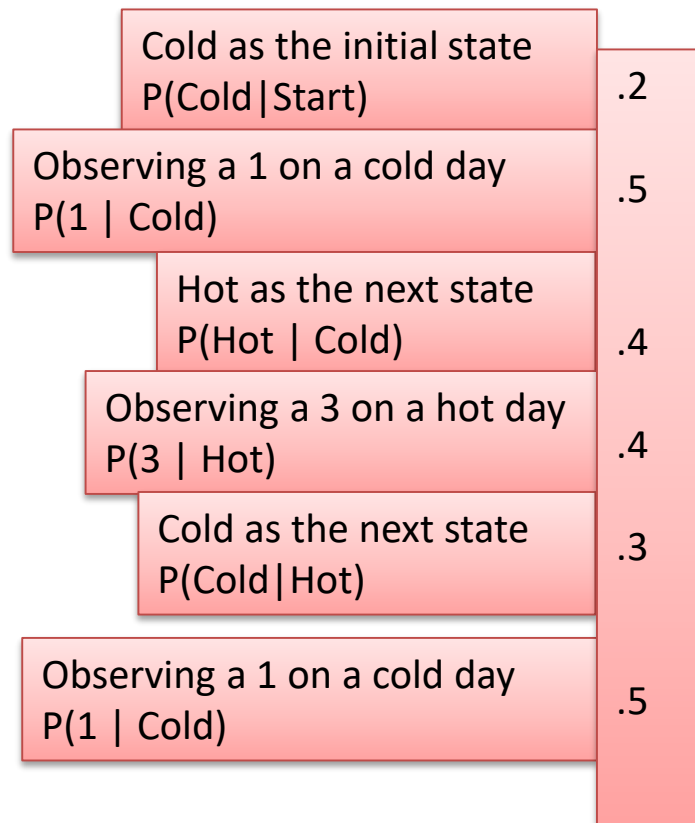 Cold as the initial state
P(Cold|Start)
.2
Observing a 1 on a cold day
P(1 | Cold)
.5
Hot as the next state
P(Hot | Cold)
.4
Observing a 3 on a hot day
P(3 | Hot)
.4
Cold as the next state
P(Cold|Hot)
.3
Observing a 1 on a cold day
P(1 | Cold)
.5